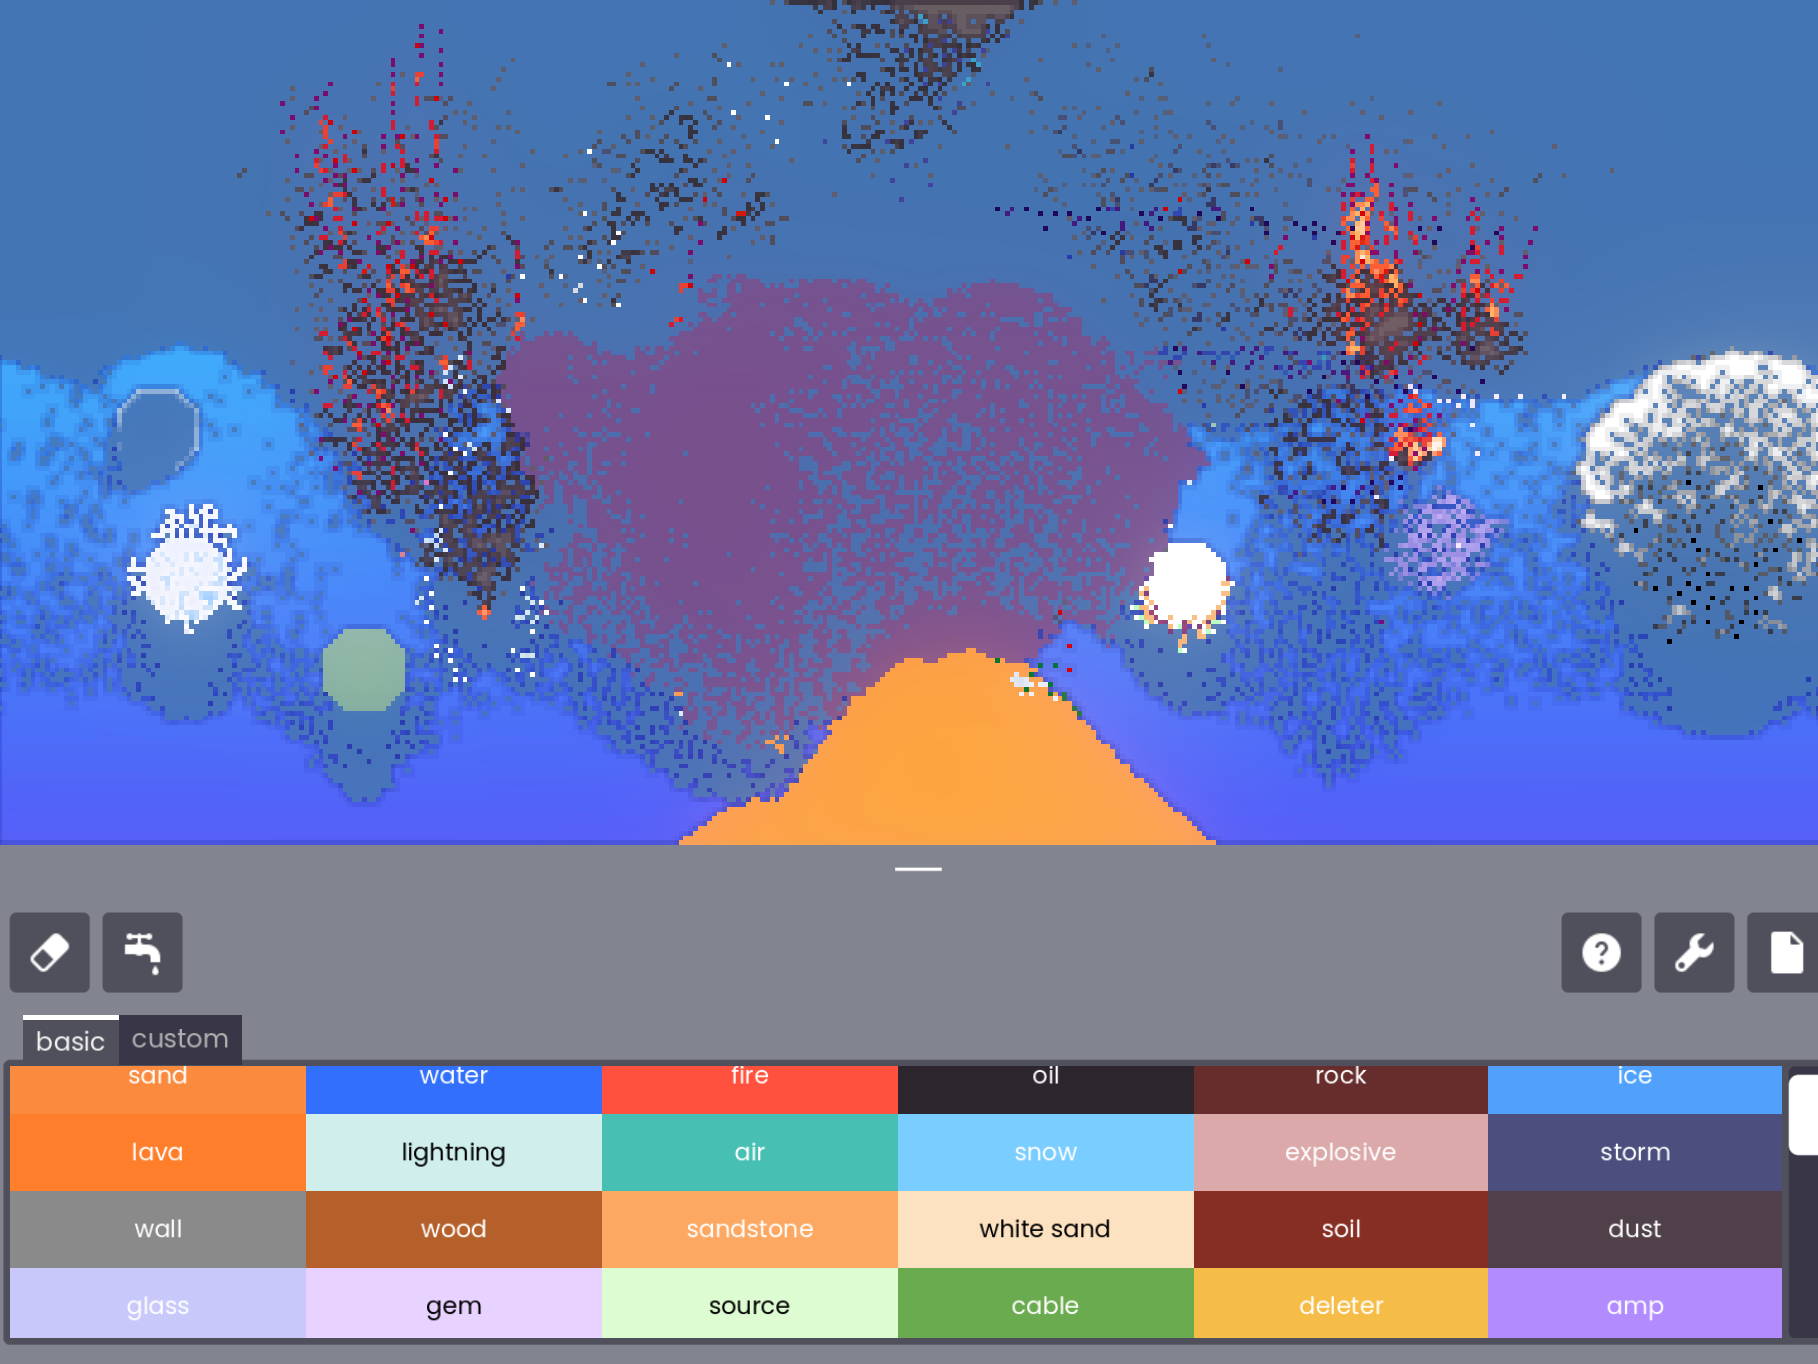 basic custom
sand water fire oil rock ice
lava lightning air snow explosive storm
wall wood sandstone white sand soil dust
glass gem source cable deleter amp